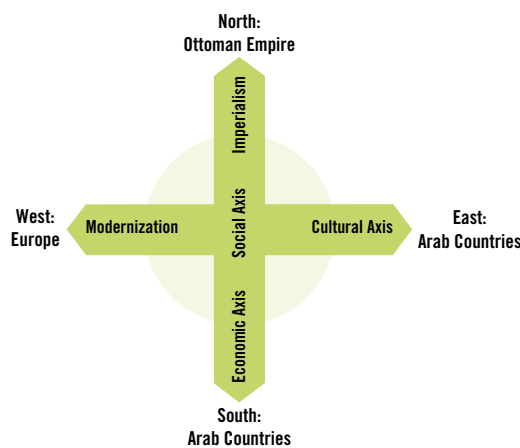 North:
Ottoman Empire
Imperialism
West:
Europe
Modernization
Social Axis
Cultural Axis
East:
Arab Countries
Economic Axis
South:
Arab Countries